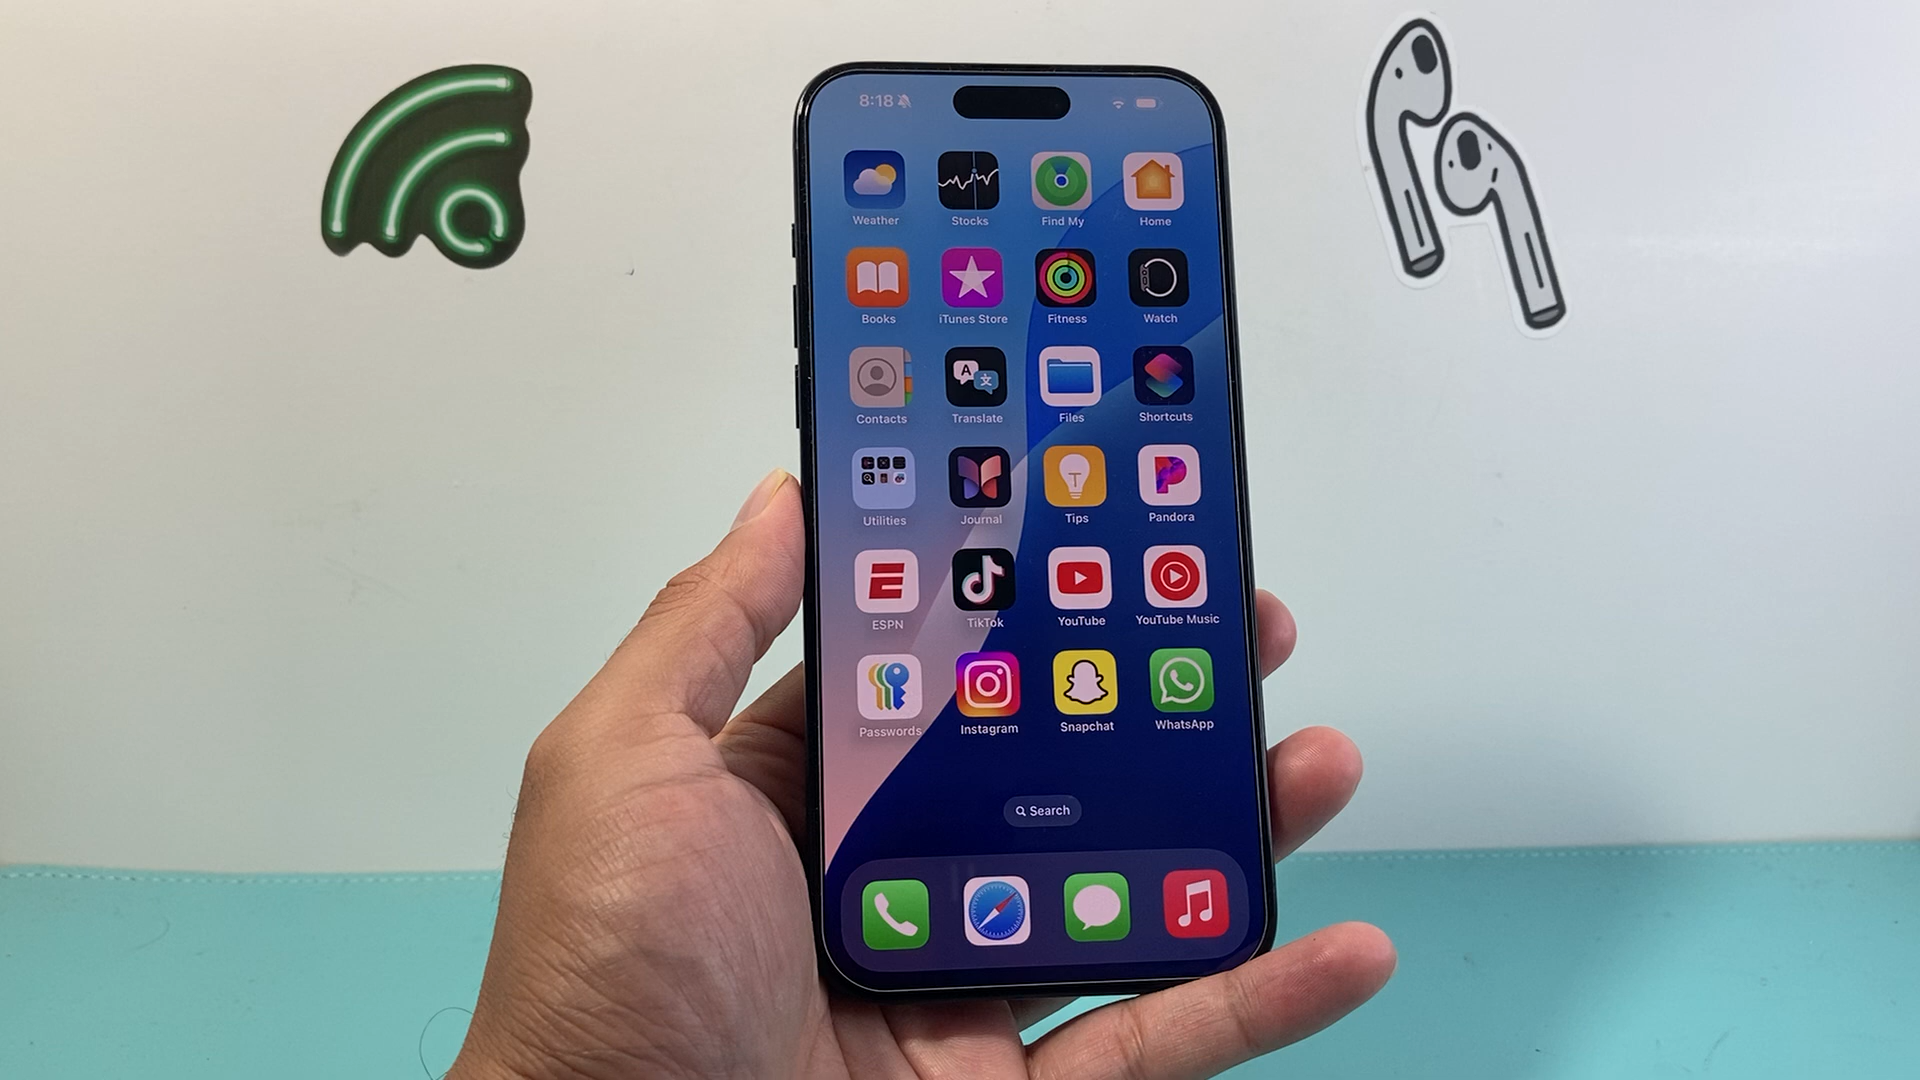 8:18
Weather Stocks Find My Home
Books iTunes Store Fitness Watch
Contacts Translate Files Shortcuts
Utilities Journal Tips Pandora
ESPN TikTok YouTube YouTube Music
Passwords Instagram Snapchat WhatsApp
Search